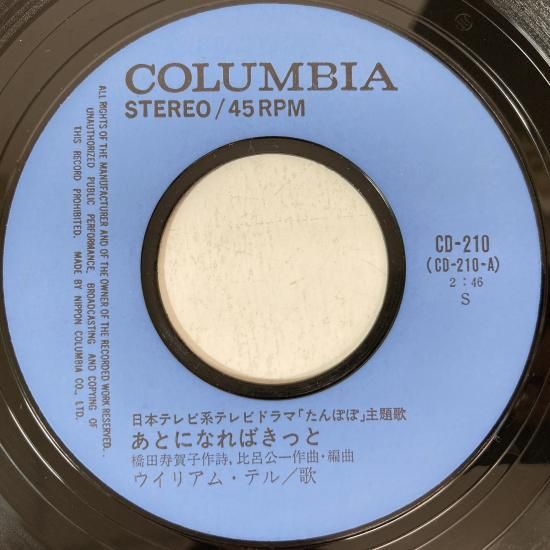 COLUMBIA
STEREO/45RPM
ALL RIGHTS OF THE MANUFACTURER AND OF THE OWNER OF THE RECORDED WORK RESERVED.
UNAUTHORIZED PUBLIC PERFORMANCE, BROADCASTING AND COPYING OF
THIS RECORD PROHIBITED. MADE BY NIPPON COLUMBIA CO., LTD.
CD-210
(CD-210-A)
2:46
S
日本テレビ系テレビドラマ「たんぽぽ」主題歌
あとになればきっと
橋田寿賀子作詩,比呂公一作曲・編曲
ウイリアム・テル/歌